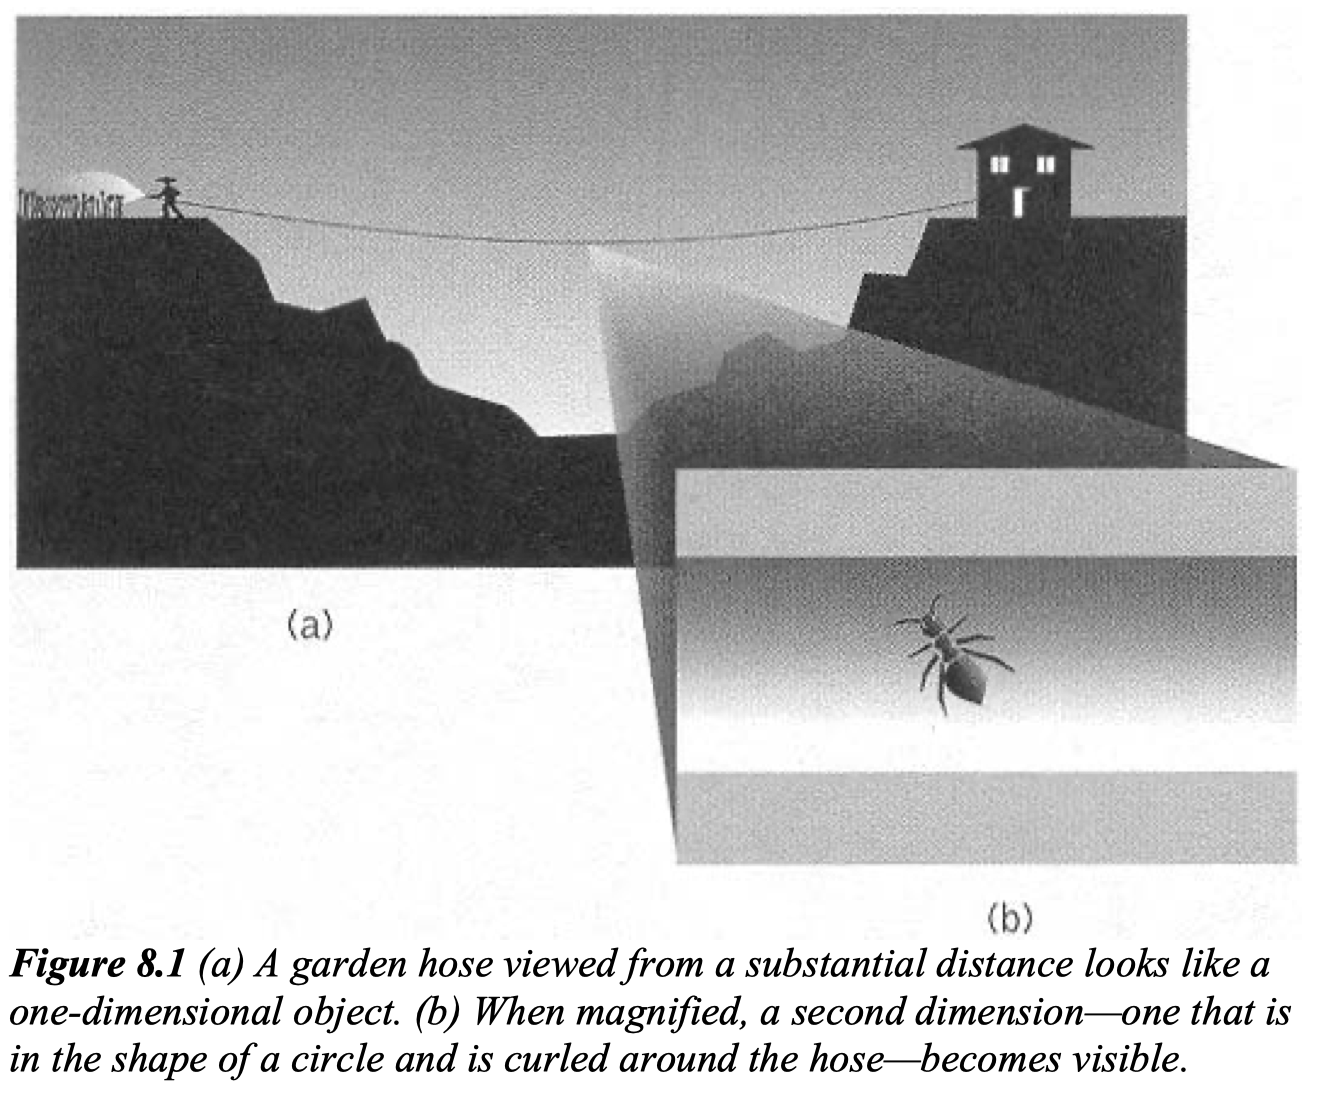 (a)
(b)
Figure 8.1 (a) A garden hose viewed from a substantial distance looks like a
one-dimensional object. (b) When magnified, a second dimension—one that is
in the shape of a circle and is curled around the hose—becomes visible.